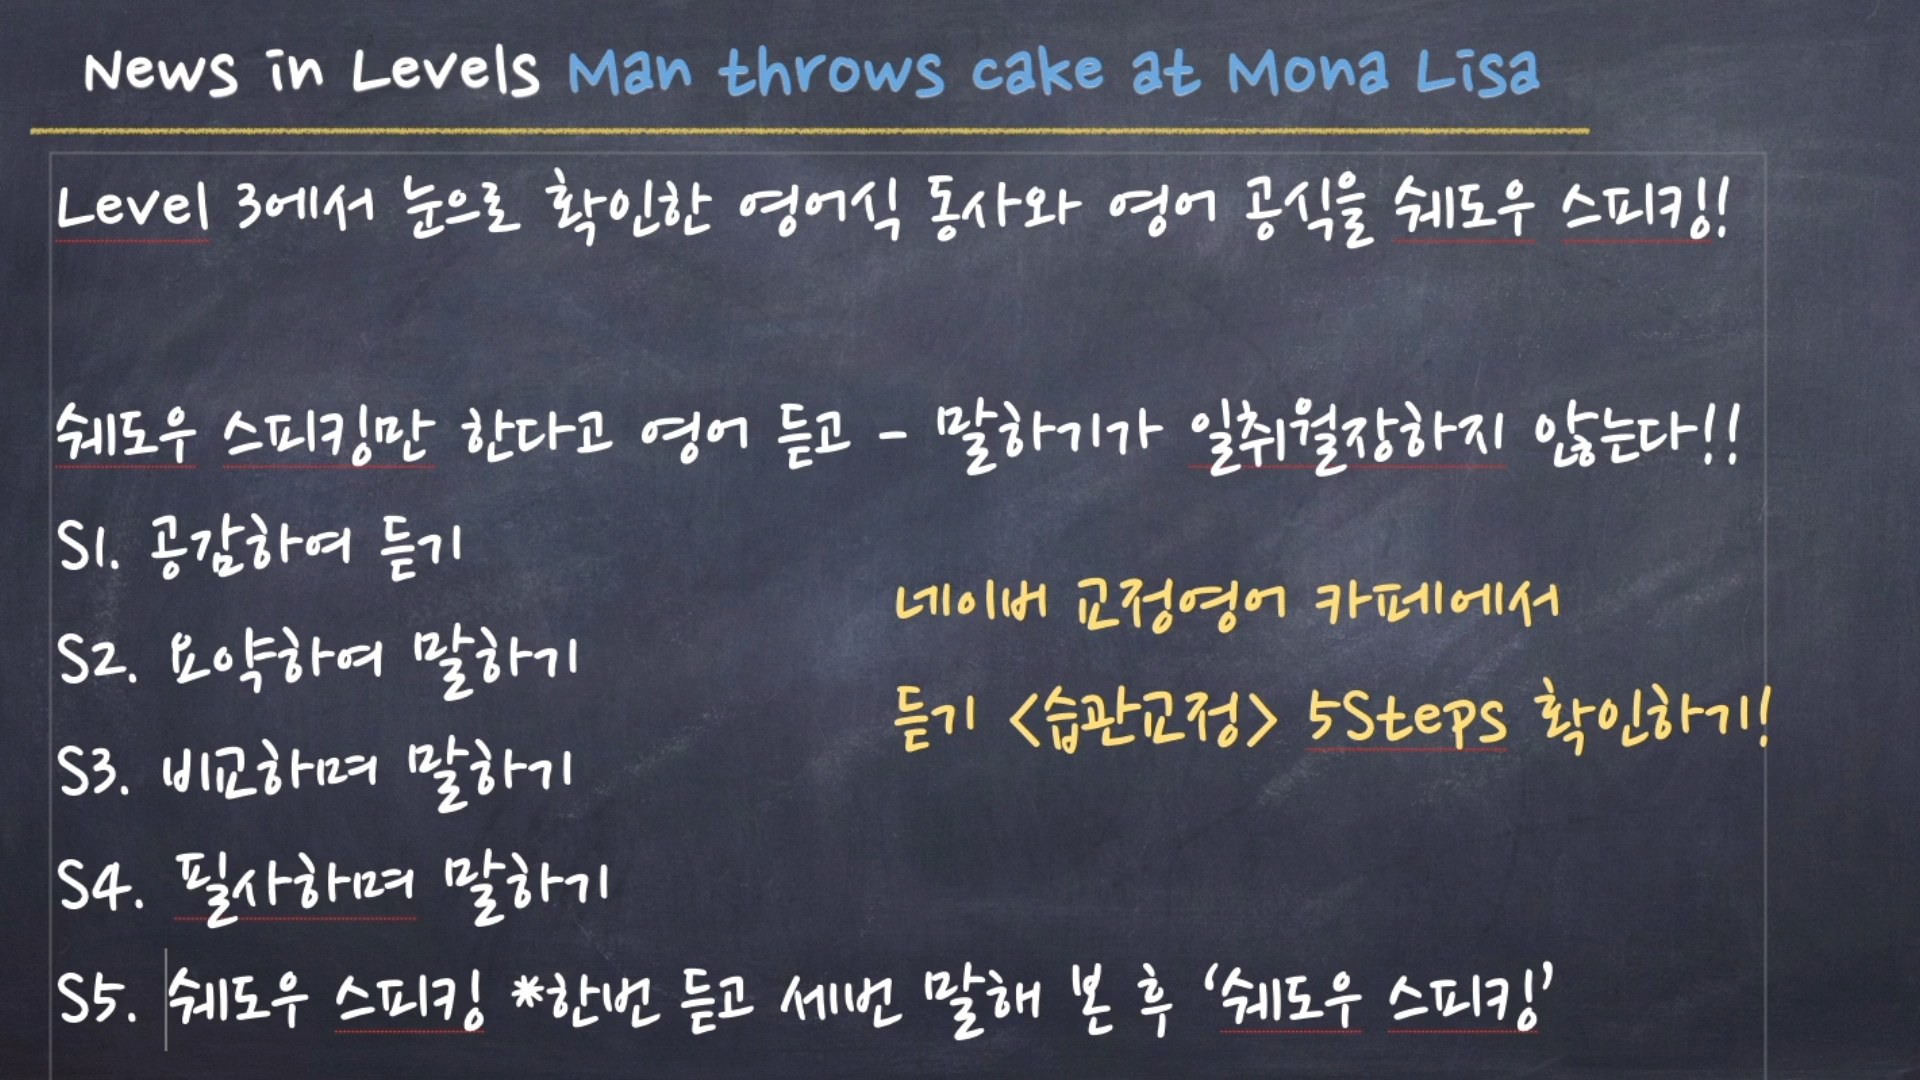 News in Levels Man throws cake at Mona Lisa
Level 3에서 눈으로 확인한 영어식 동사와 영어 공식을 쉐도우 스피킹!
쉐도우 스피킹만 한다고 영어 듣고 - 말하기가 일취월장하지 않는다!!
S1. 공감하여 듣기
S2. 요약하여 말하기
S3. 비교하며 말하기
S4. 필사하며 말하기
S5. 쉐도우 스피킹 *한번 듣고 세번 말해 본 후 ‘쉐도우 스피킹’
네이버 교정영어 카페에서
듣기 <습관교정> 5Steps 확인하기!